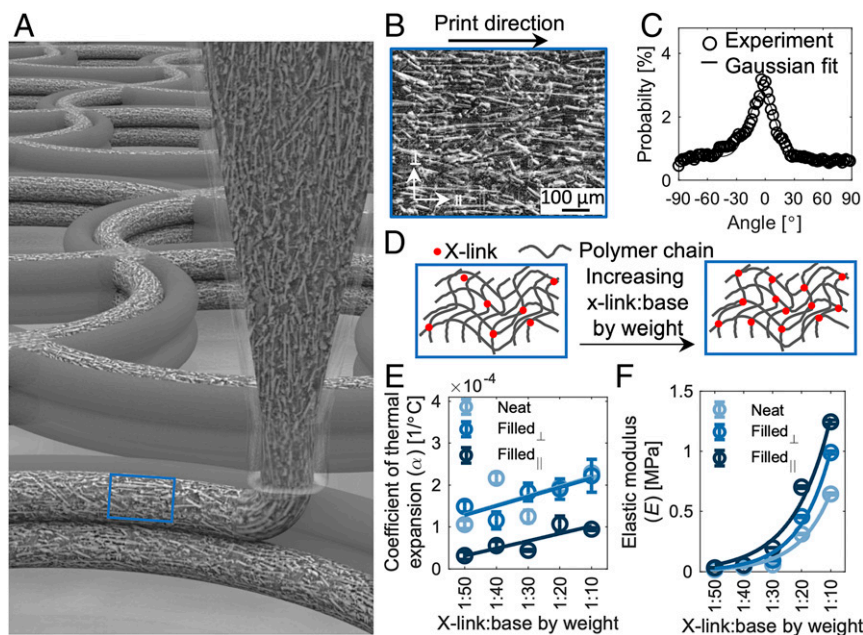 A
B
Print direction
⊥
||
100 µm
C
Probability [%]
4
2
0
Experiment
Gaussian fit
-90 -60 -30 0 30 60 90
Angle [°]
D
X-link
Polymer chain
Increasing
x-link:base
by weight
E
×10⁻⁴
Coefficient of thermal
expansion (α) [1/°C]
4
3
2
1
0
Neat
Filled⊥
Filled||
1:50 1:40 1:30 1:20 1:10
X-link:base by weight
F
Elastic modulus
(E) [MPa]
1.5
1
0.5
0
Neat
Filled⊥
Filled||
1:50 1:40 1:30 1:20 1:10
X-link:base by weight